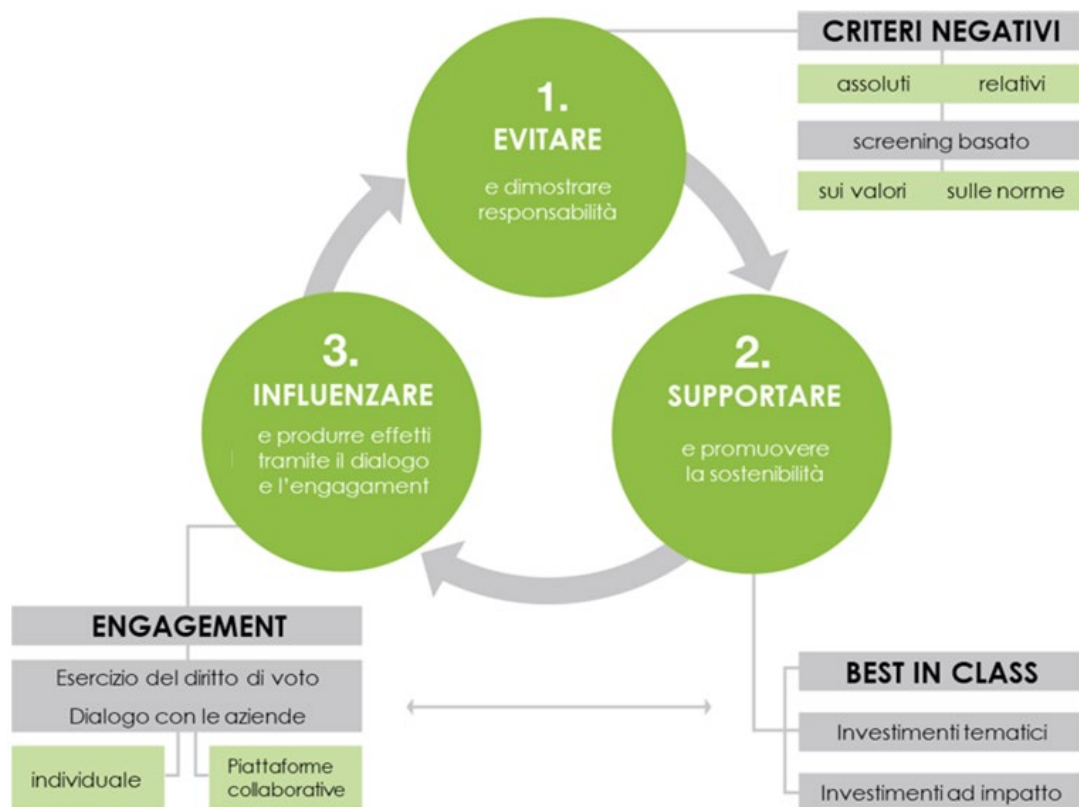 1.
EVITARE
e dimostrare
responsabilità
CRITERI NEGATIVI
assoluti relativi
screening basato
sui valori sulle norme
2.
SUPPORTARE
e promuovere
la sostenibilità
3.
INFLUENZARE
e produrre effetti
tramite il dialogo
e l'engagament
ENGAGEMENT
Esercizio del diritto di voto
Dialogo con le aziende
individuale
Piattaforme
collaborative
BEST IN CLASS
Investimenti tematici
Investimenti ad impatto